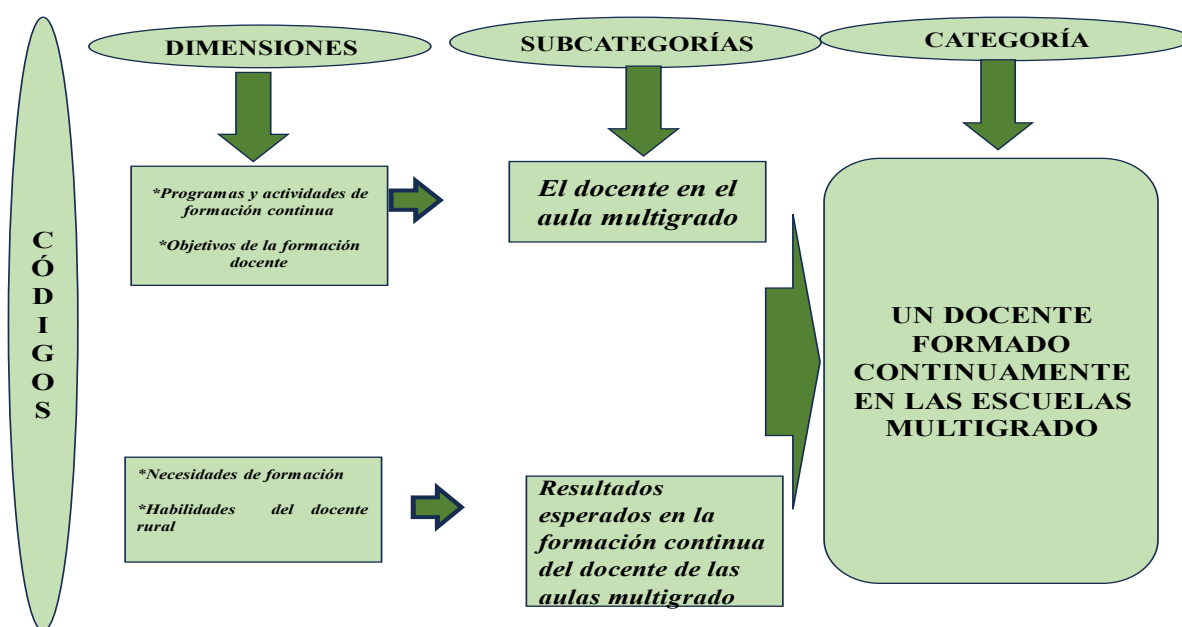 DIMENSIONES
SUBCATEGORÍAS
CATEGORÍA
C
Ó
D
I
G
O
S
*Programas y actividades de
formación continua
*Objetivos de la formación
docente
El docente en el
aula multigrado
UN DOCENTE
FORMADO
CONTINUAMENTE
EN LAS ESCUELAS
MULTIGRADO
*Necesidades de formación
*Habilidades del docente
rural
Resultados
esperados en la
formación continua
del docente de las
aulas multigrado